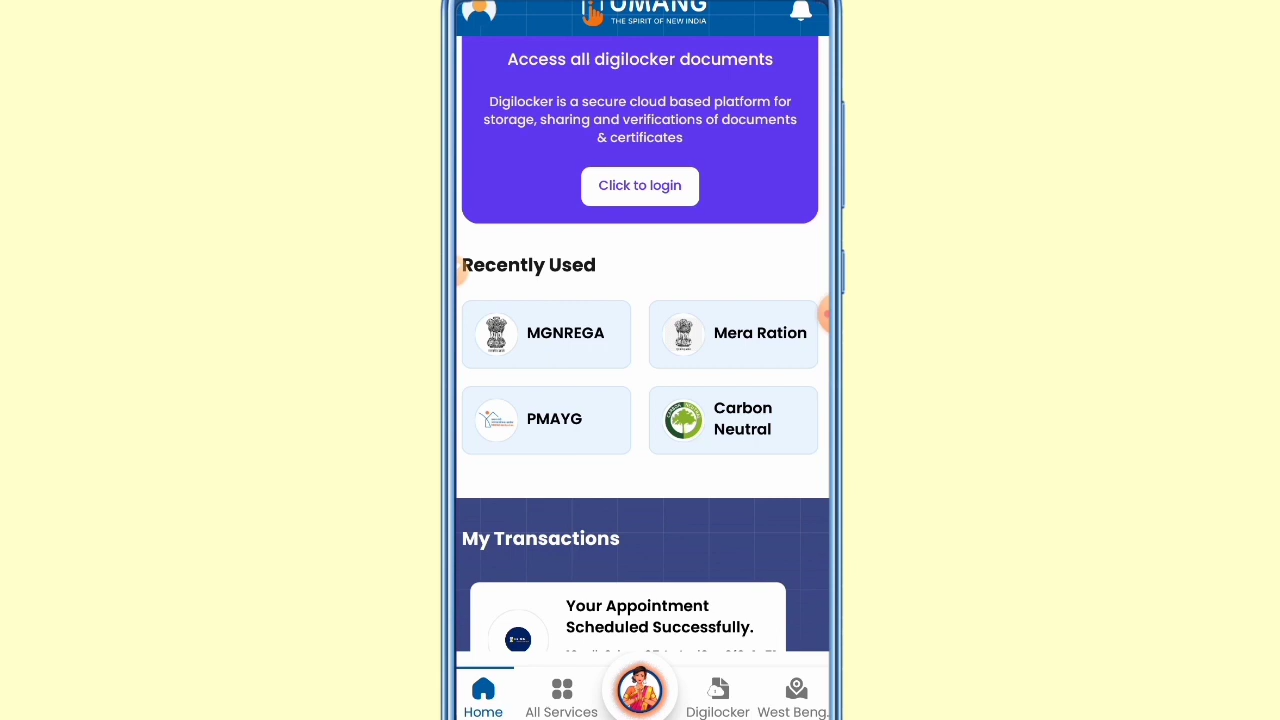 UMANG
THE SPIRIT OF NEW INDIA
Access all digilocker documents
Digilocker is a secure cloud based platform for
storage, sharing and verifications of documents
& certificates
Click to login
Recently Used
MGNREGA
Mera Ration
PMAYG
Carbon
Neutral
My Transactions
Your Appointment
Scheduled Successfully.
Home
All Services
Digilocker
West Beng.